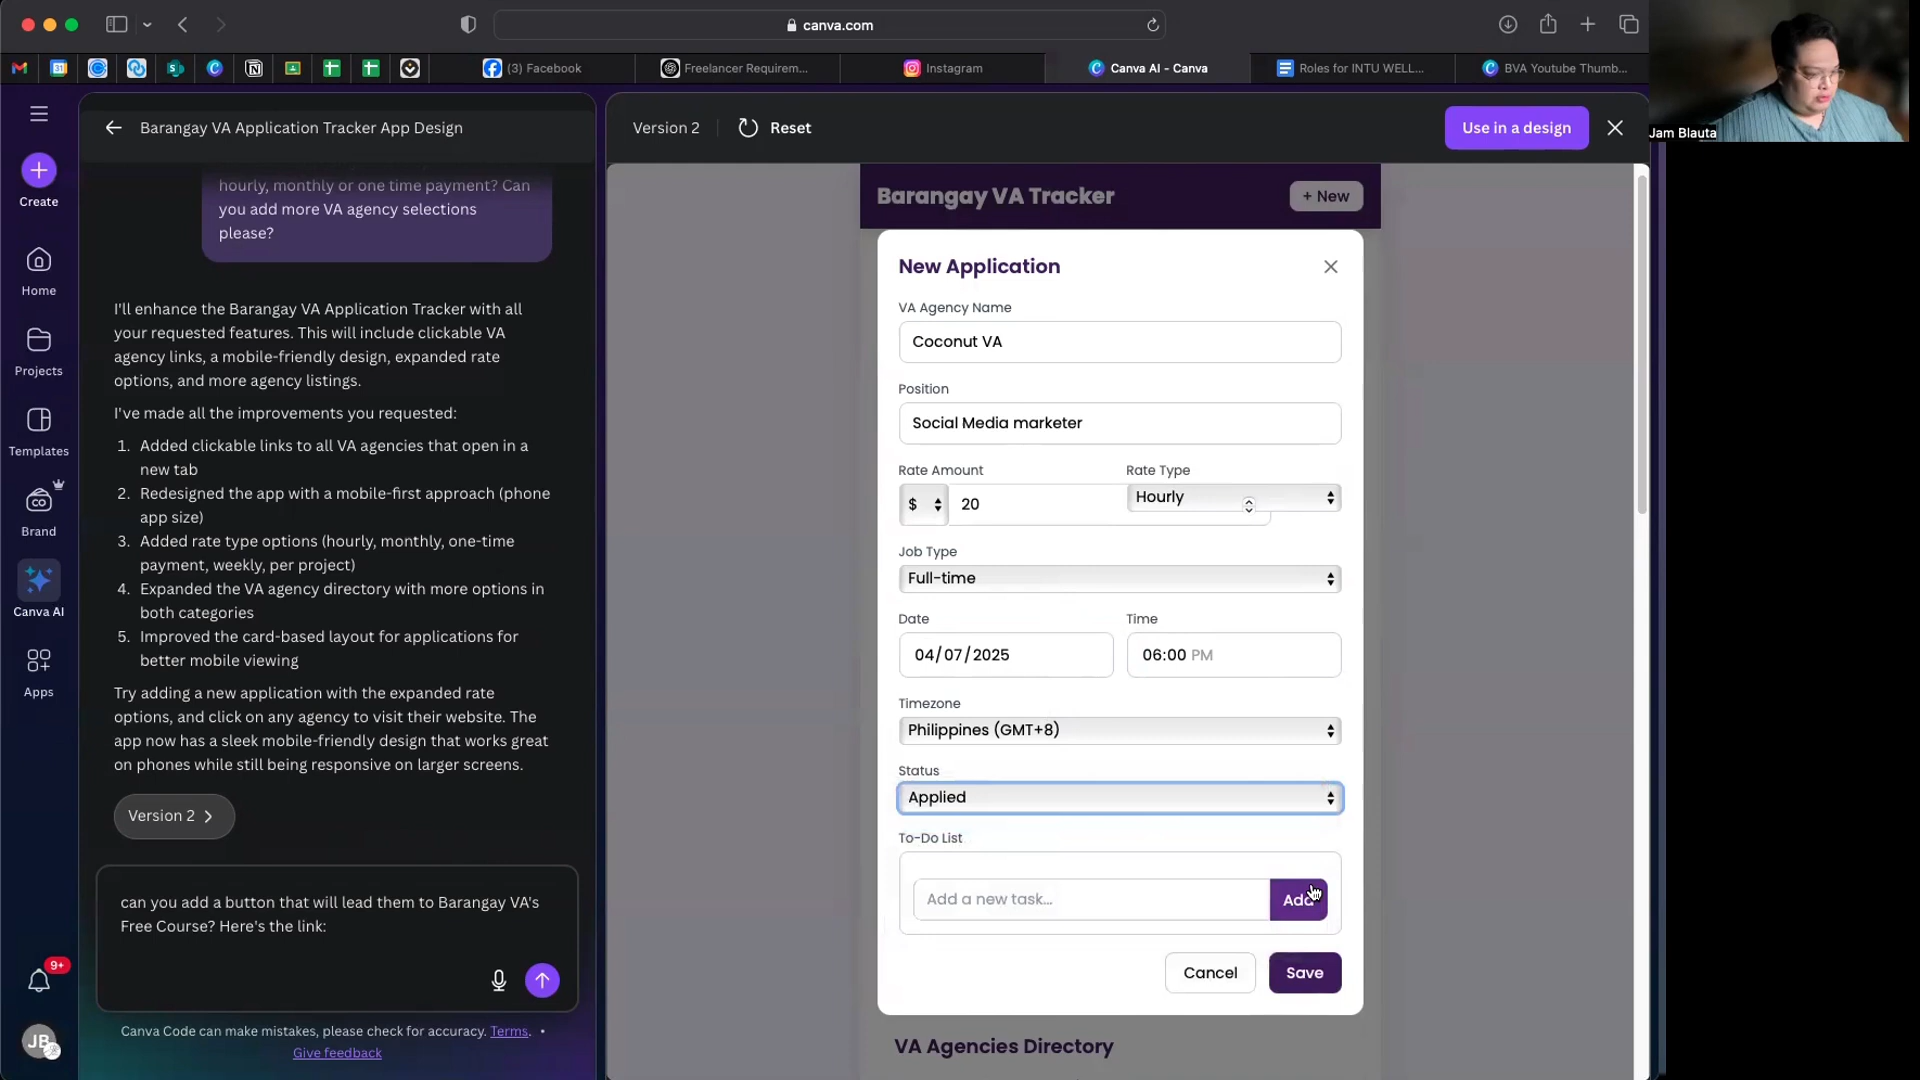 canva.com
(3) Facebook
Freelancer Requirem...
Instagram
Canva AI - Canva
Roles for INTU WELL...
BVA Youtube Thumb...
Jam Blauta
Create
Home
Projects
Templates
Brand
Canva AI
Apps
9+
JB
Barangay VA Application Tracker App Design
hourly, monthly or one time payment? Can
you add more VA agency selections
please?
I'll enhance the Barangay VA Application Tracker with all
your requested features. This will include clickable VA
agency links, a mobile-friendly design, expanded rate
options, and more agency listings.
I've made all the improvements you requested:
1. Added clickable links to all VA agencies that open in a
new tab
2. Redesigned the app with a mobile-first approach (phone
app size)
3. Added rate type options (hourly, monthly, one-time
payment, weekly, per project)
4. Expanded the VA agency directory with more options in
both categories
5. Improved the card-based layout for applications for
better mobile viewing
Try adding a new application with the expanded rate
options, and click on any agency to visit their website. The
app now has a sleek mobile-friendly design that works great
on phones while still being responsive on larger screens.
Version 2
can you add a button that will lead them to Barangay VA's
Free Course? Here's the link:
Canva Code can make mistakes, please check for accuracy. Terms. •
Give feedback
Version 2
Reset
Use in a design
Barangay VA Tracker
+ New
New Application
VA Agency Name
Coconut VA
Position
Social Media marketer
Rate Amount
Rate Type
$
20
Hourly
Job Type
Full-time
Date
Time
04/07/2025
06:00 PM
Timezone
Philippines (GMT+8)
Status
Applied
To-Do List
Add a new task...
Add
Cancel
Save
VA Agencies Directory